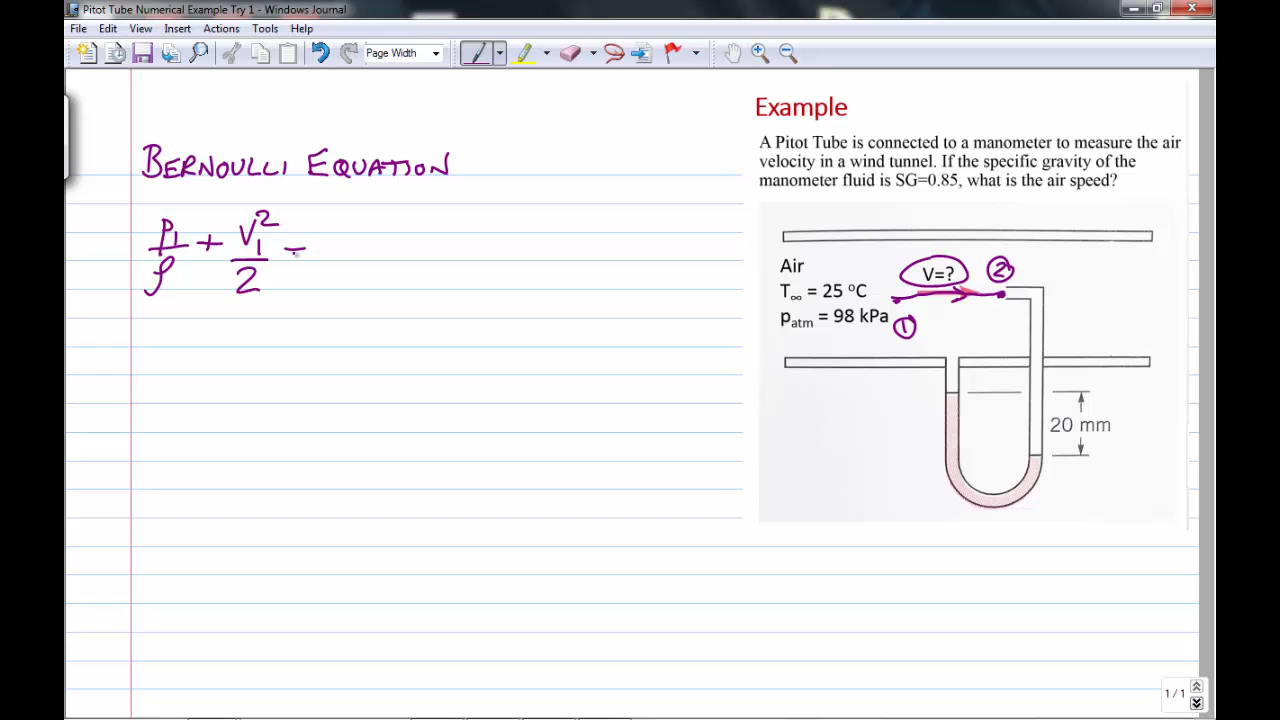 Pitot Tube Numerical Example Try 1 - Windows Journal
File Edit View Insert Actions Tools Help
Page Width
Example
A Pitot Tube is connected to a manometer to measure the air
velocity in a wind tunnel. If the specific gravity of the
manometer fluid is SG=0.85, what is the air speed?
BERNOULLI EQUATION
p₁/ρ + V₁²/2 =
Air
T∞ = 25 °C
patm = 98 kPa
V=?
②
①
20 mm
1 / 1